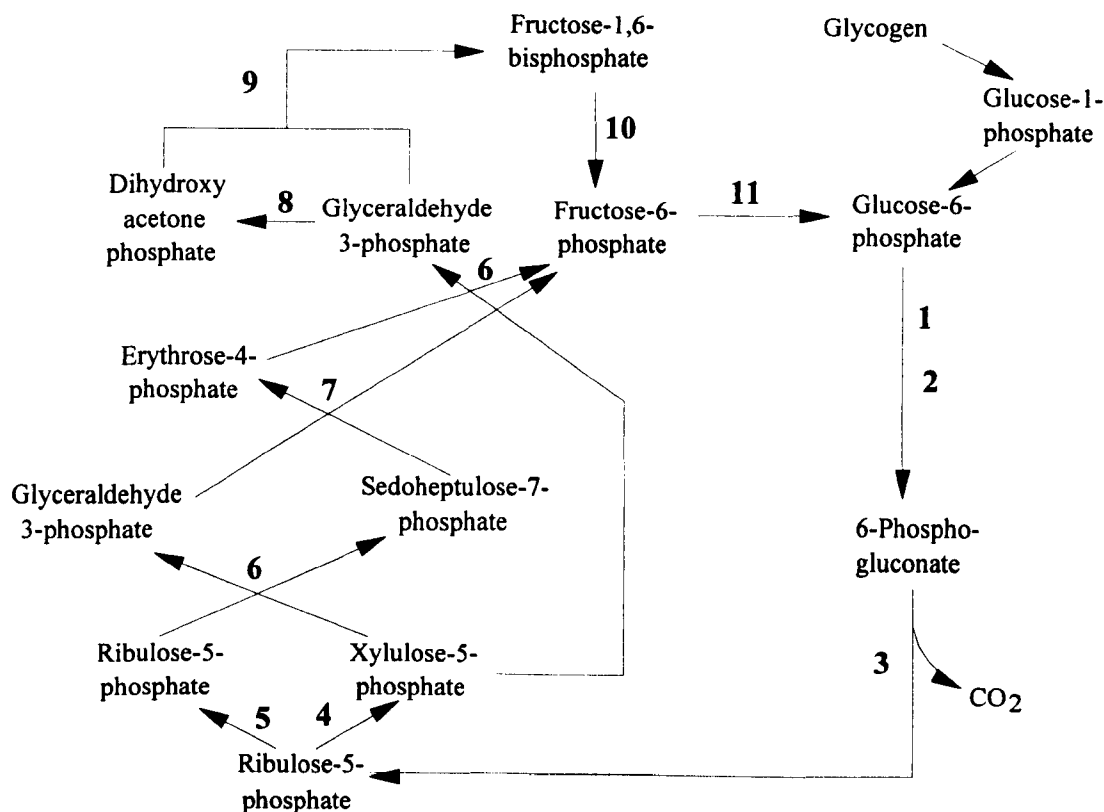 Fructose-1,6-
bisphosphate
Glycogen
9
Glucose-1-
phosphate
10
Dihydroxy
acetone
phosphate
8
Glyceraldehyde
3-phosphate
Fructose-6-
phosphate
11
Glucose-6-
phosphate
6
1
Erythrose-4-
phosphate
7
2
Glyceraldehyde
3-phosphate
Sedoheptulose-7-
phosphate
6-Phospho-
gluconate
6
Ribulose-5-
phosphate
Xylulose-5-
phosphate
3
CO2
5
4
Ribulose-5-
phosphate